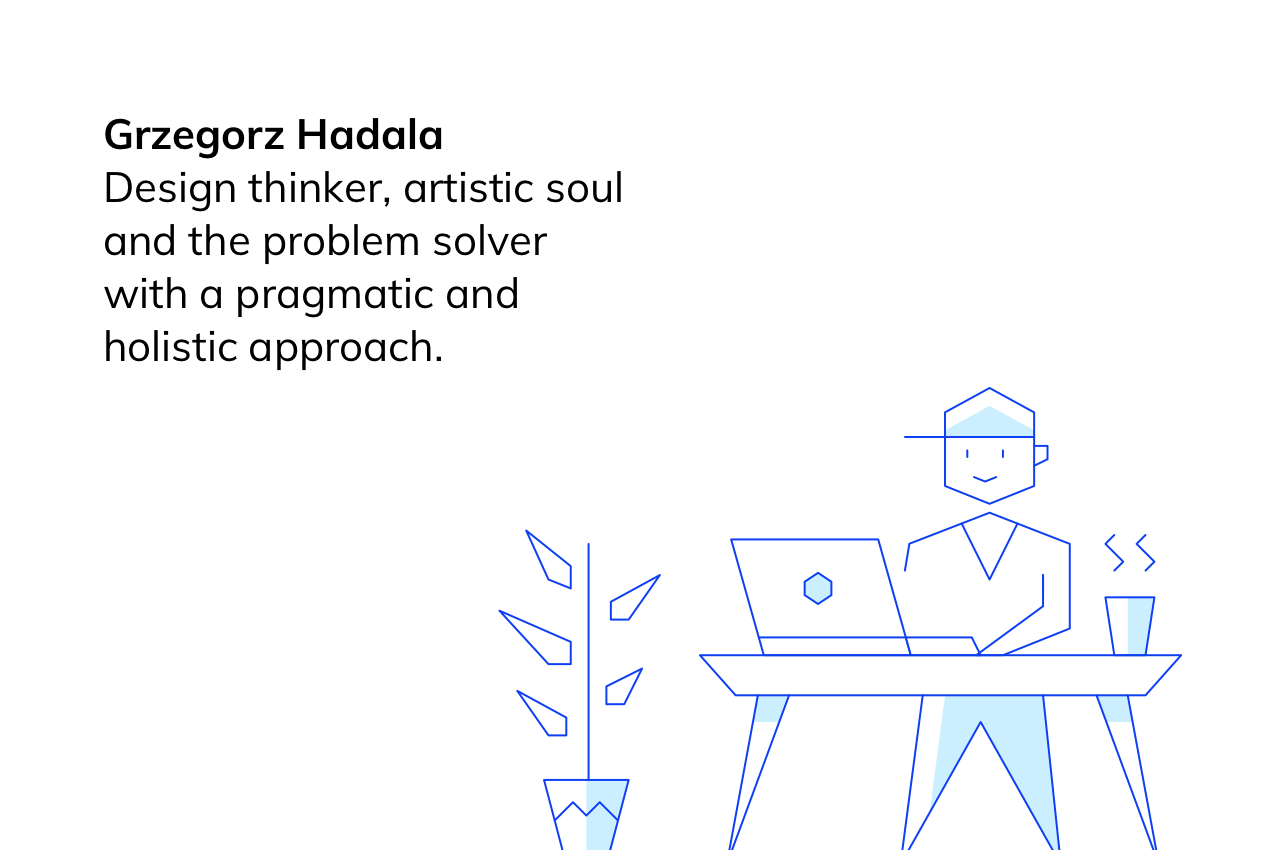 Grzegorz Hadala
Design thinker, artistic soul
and the problem solver
with a pragmatic and
holistic approach.